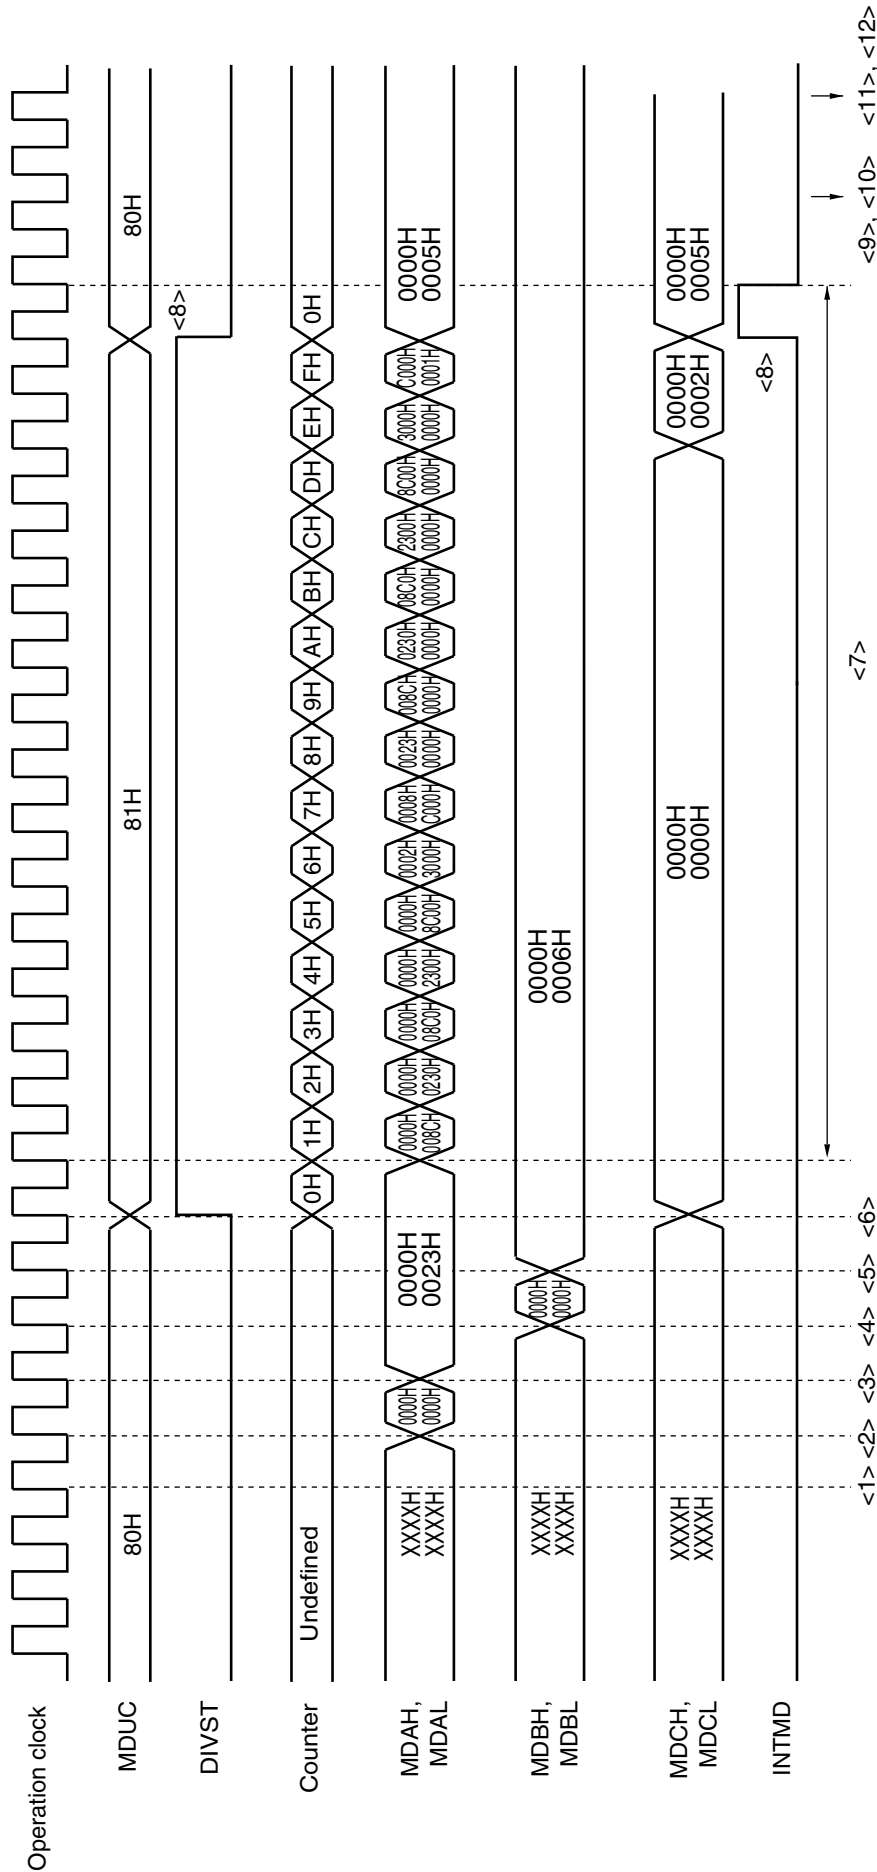 Operation clock
MDUC
80H
81H
80H
DIVST
<8>
Counter
Undefined
0H
1H
2H
3H
4H
5H
6H
7H
8H
9H
AH
BH
CH
DH
EH
FH
0H
MDAH,
MDAL
XXXXH
XXXXH
0000H
0000H
0000H
0023H
0000H
008CH
0000H
0230H
0000H
08C0H
0000H
2300H
0000H
8C00H
0002H
3000H
0008H
C000H
0023H
0000H
008CH
0000H
0230H
0000H
08C0H
0000H
2300H
0000H
8C00H
0000H
3000H
0000H
C000H
0001H
0000H
0005H
MDBH,
MDBL
XXXXH
XXXXH
0000H
0000H
0000H
0006H
MDCH,
MDCL
XXXXH
XXXXH
0000H
0000H
0000H
0002H
0000H
0005H
INTMD
<8>
<1> <2> <3> <4> <5> <6>
<7>
<9>, <10>
<11>, <12>